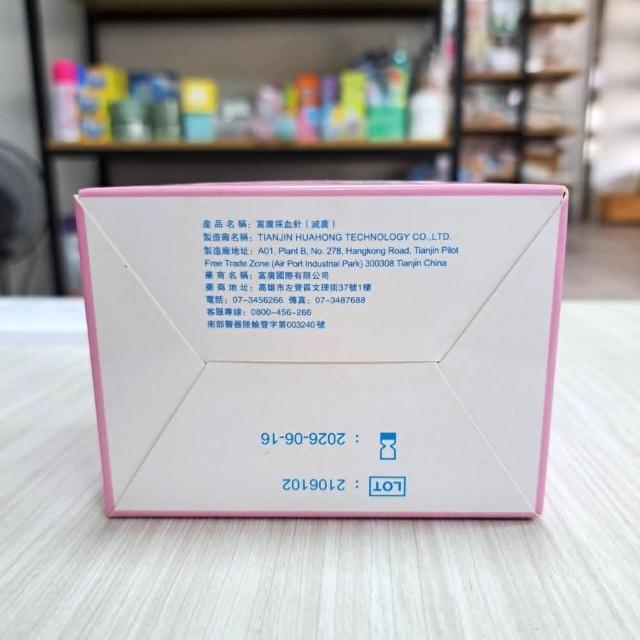 產品名稱：富廣採血針（滅菌）
製造廠名稱：TIANJIN HUAHONG TECHNOLOGY CO.,LTD.
製造廠地址：A01, Plant B, No. 278, Hangkong Road, Tianjin Pilot
Free Trade Zone (Air Port Industrial Park) 300308 Tianjin China
藥商名稱：富廣國際有限公司
藥商地址：高雄市左營區文理街37號1樓
電話：07-3456266 傳真：07-3487688
客服專線：0800-456-266
衛部醫器陸輸壹字第003240號
：2026-06-16
LOT：2106102